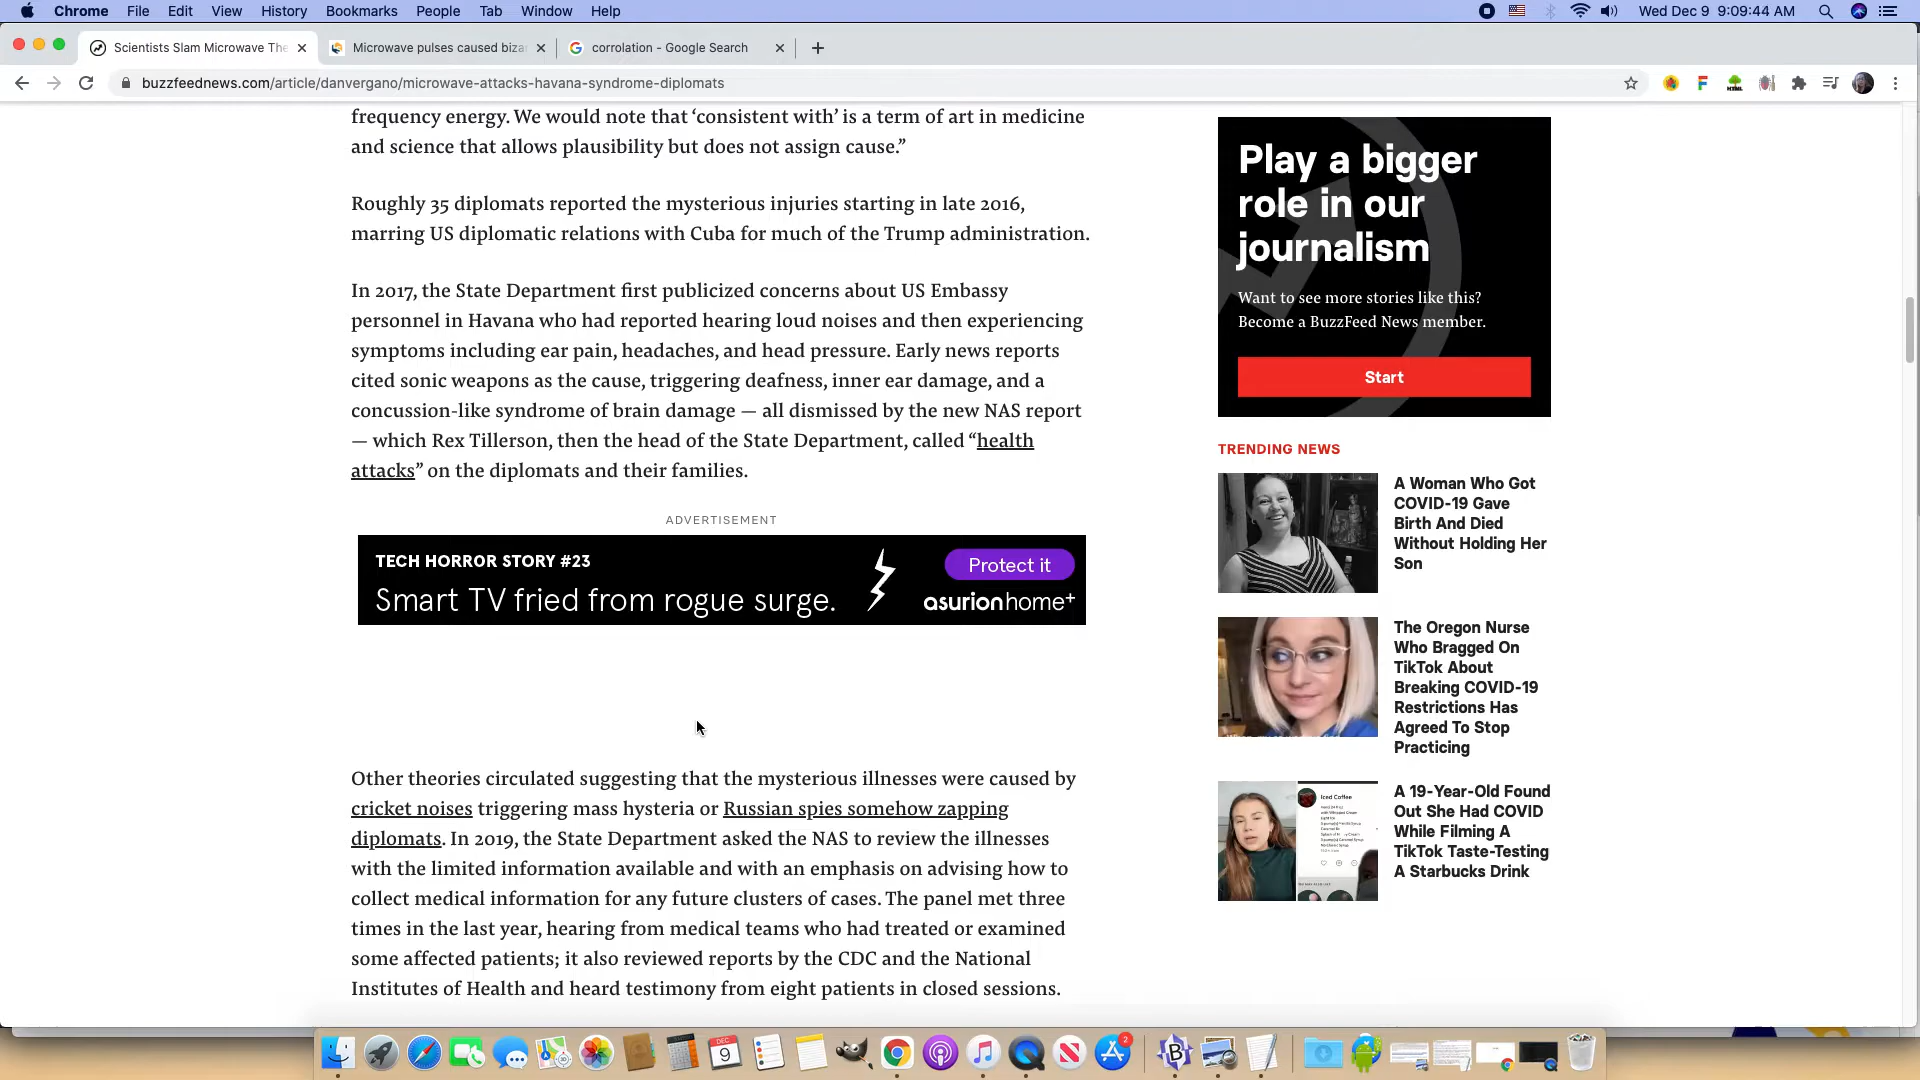 Chrome File Edit View History Bookmarks People Tab Window Help
Wed Dec 9 9:09:44 AM
Scientists Slam Microwave The
Microwave pulses caused biza
corrolation - Google Search
buzzfeednews.com/article/danvergano/microwave-attacks-havana-syndrome-diplomats
frequency energy. We would note that ‘consistent with’ is a term of art in medicine
and science that allows plausibility but does not assign cause.”
Roughly 35 diplomats reported the mysterious injuries starting in late 2016,
marring US diplomatic relations with Cuba for much of the Trump administration.
In 2017, the State Department first publicized concerns about US Embassy
personnel in Havana who had reported hearing loud noises and then experiencing
symptoms including ear pain, headaches, and head pressure. Early news reports
cited sonic weapons as the cause, triggering deafness, inner ear damage, and a
concussion-like syndrome of brain damage — all dismissed by the new NAS report
— which Rex Tillerson, then the head of the State Department, called “health
attacks” on the diplomats and their families.
ADVERTISEMENT
TECH HORROR STORY #23
Smart TV fried from rogue surge.
Protect it
asurion home+
Other theories circulated suggesting that the mysterious illnesses were caused by
cricket noises triggering mass hysteria or Russian spies somehow zapping
diplomats. In 2019, the State Department asked the NAS to review the illnesses
with the limited information available and with an emphasis on advising how to
collect medical information for any future clusters of cases. The panel met three
times in the last year, hearing from medical teams who had treated or examined
some affected patients; it also reviewed reports by the CDC and the National
Institutes of Health and heard testimony from eight patients in closed sessions.
Play a bigger
role in our
journalism
Want to see more stories like this?
Become a BuzzFeed News member.
Start
TRENDING NEWS
A Woman Who Got
COVID-19 Gave
Birth And Died
Without Holding Her
Son
The Oregon Nurse
Who Bragged On
TikTok About
Breaking COVID-19
Restrictions Has
Agreed To Stop
Practicing
Iced Coffee
A 19-Year-Old Found
Out She Had COVID
While Filming A
TikTok Taste-Testing
A Starbucks Drink
DEC
9
2